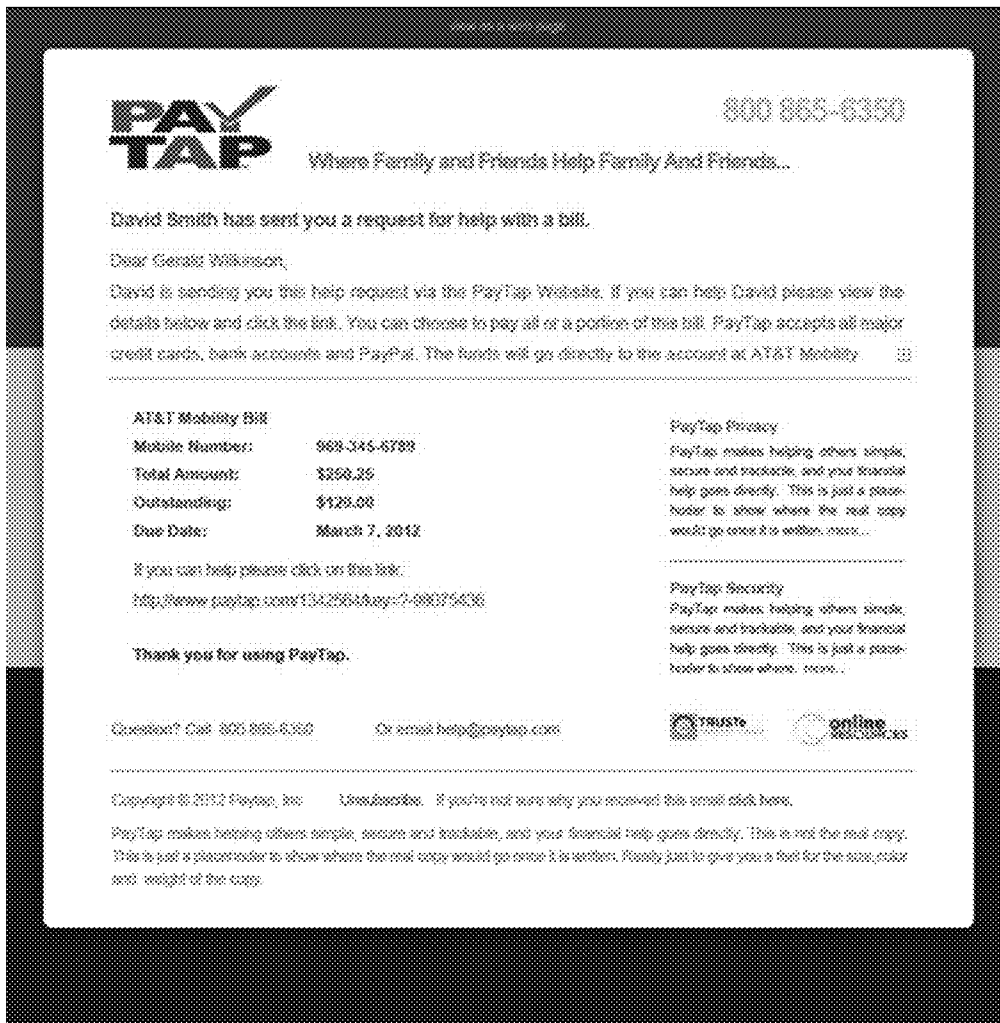 view as a web page
PAY
TAP
800 865-6350
Where Family and Friends Help Family And Friends...
David Smith has sent you a request for help with a bill.
Dear Gerald Wilkinson,
David is sending you this help request via the PayTap Website. If you can help David please view the
details below and click the link. You can choose to pay all or a portion of this bill. PayTap accepts all major
credit cards, bank accounts and PayPal. The funds will go directly to the account at AT&T Mobility
AT&T Mobility Bill
Mobile Number: 969-345-6789
Total Amount: $250.25
Outstanding: $120.00
Due Date: March 7, 2012
If you can help please click on this link:
Thank you for using PayTap.
PayTap Privacy
PayTap makes helping others simple,
secure and trackable, and your financial
help goes directly. This is just a place-
holder to show where the real copy
would go once it is written. more...
PayTap Security
PayTap makes helping others simple,
secure and trackable, and your financial
help goes directly. This is just a place-
holder to show where. more...
Question? Call 800 865-6350 Or email help@paytap.com
TRUSTe
online
Copyright © 2012 Paytap, Inc Unsubscribe. If you're not sure why you received this email click here.
PayTap makes helping others simple, secure and trackable, and your financial help goes directly. This is not the real copy.
This is just a placeholder to show where the real copy would go once it is written. Really just to give you a feel for the size,color
and weight of the copy.